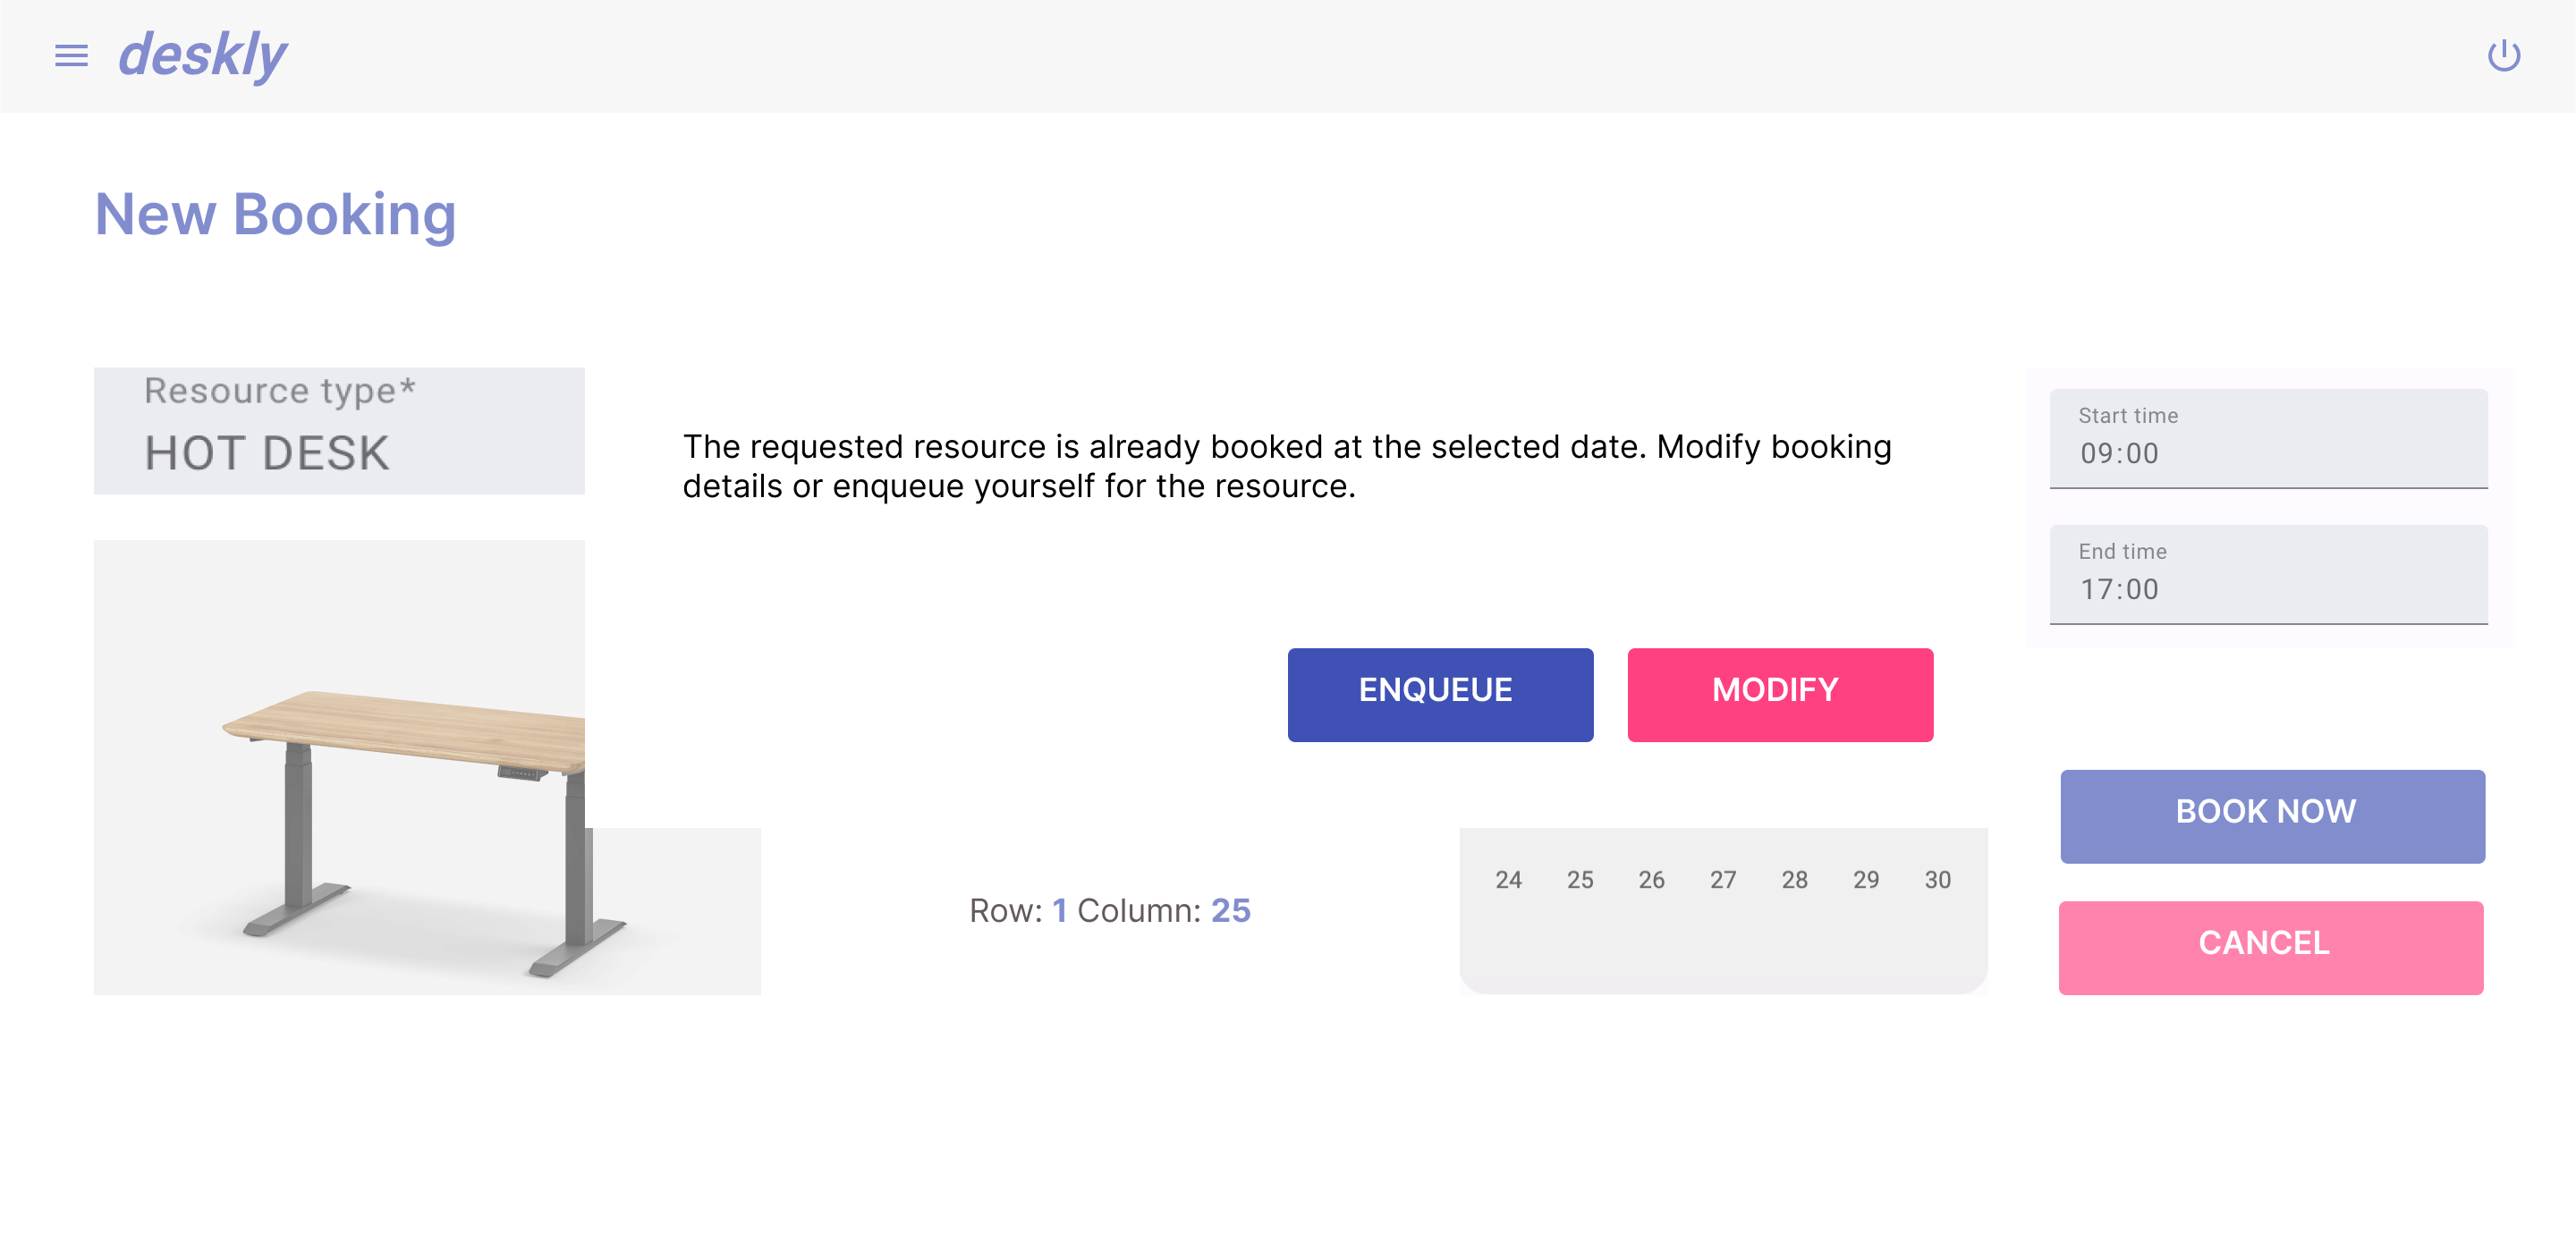 deskly
New Booking
Resource type*
HOT DESK
The requested resource is already booked at the selected date. Modify booking
details or enqueue yourself for the resource.
Start time
09:00
End time
17:00
ENQUEUE
MODIFY
BOOK NOW
24 25 26 27 28 29 30
Row: 1 Column: 25
CANCEL